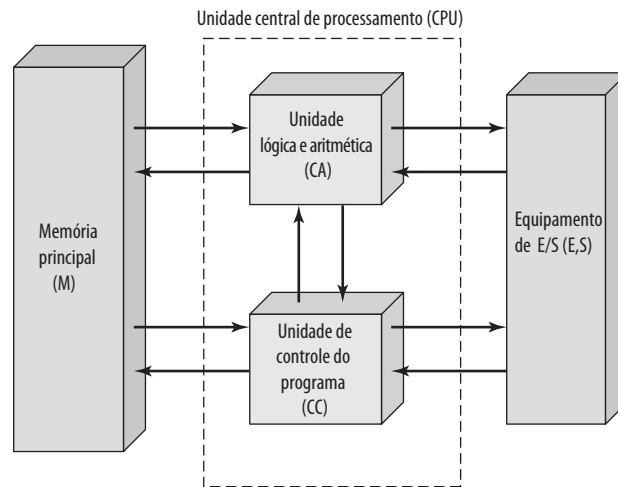 Unidade central de processamento (CPU)
Unidade
lógica e aritmética
(CA)
Memória
principal
(M)
Equipamento
de E/S (E,S)
Unidade de
controle do
programa
(CC)